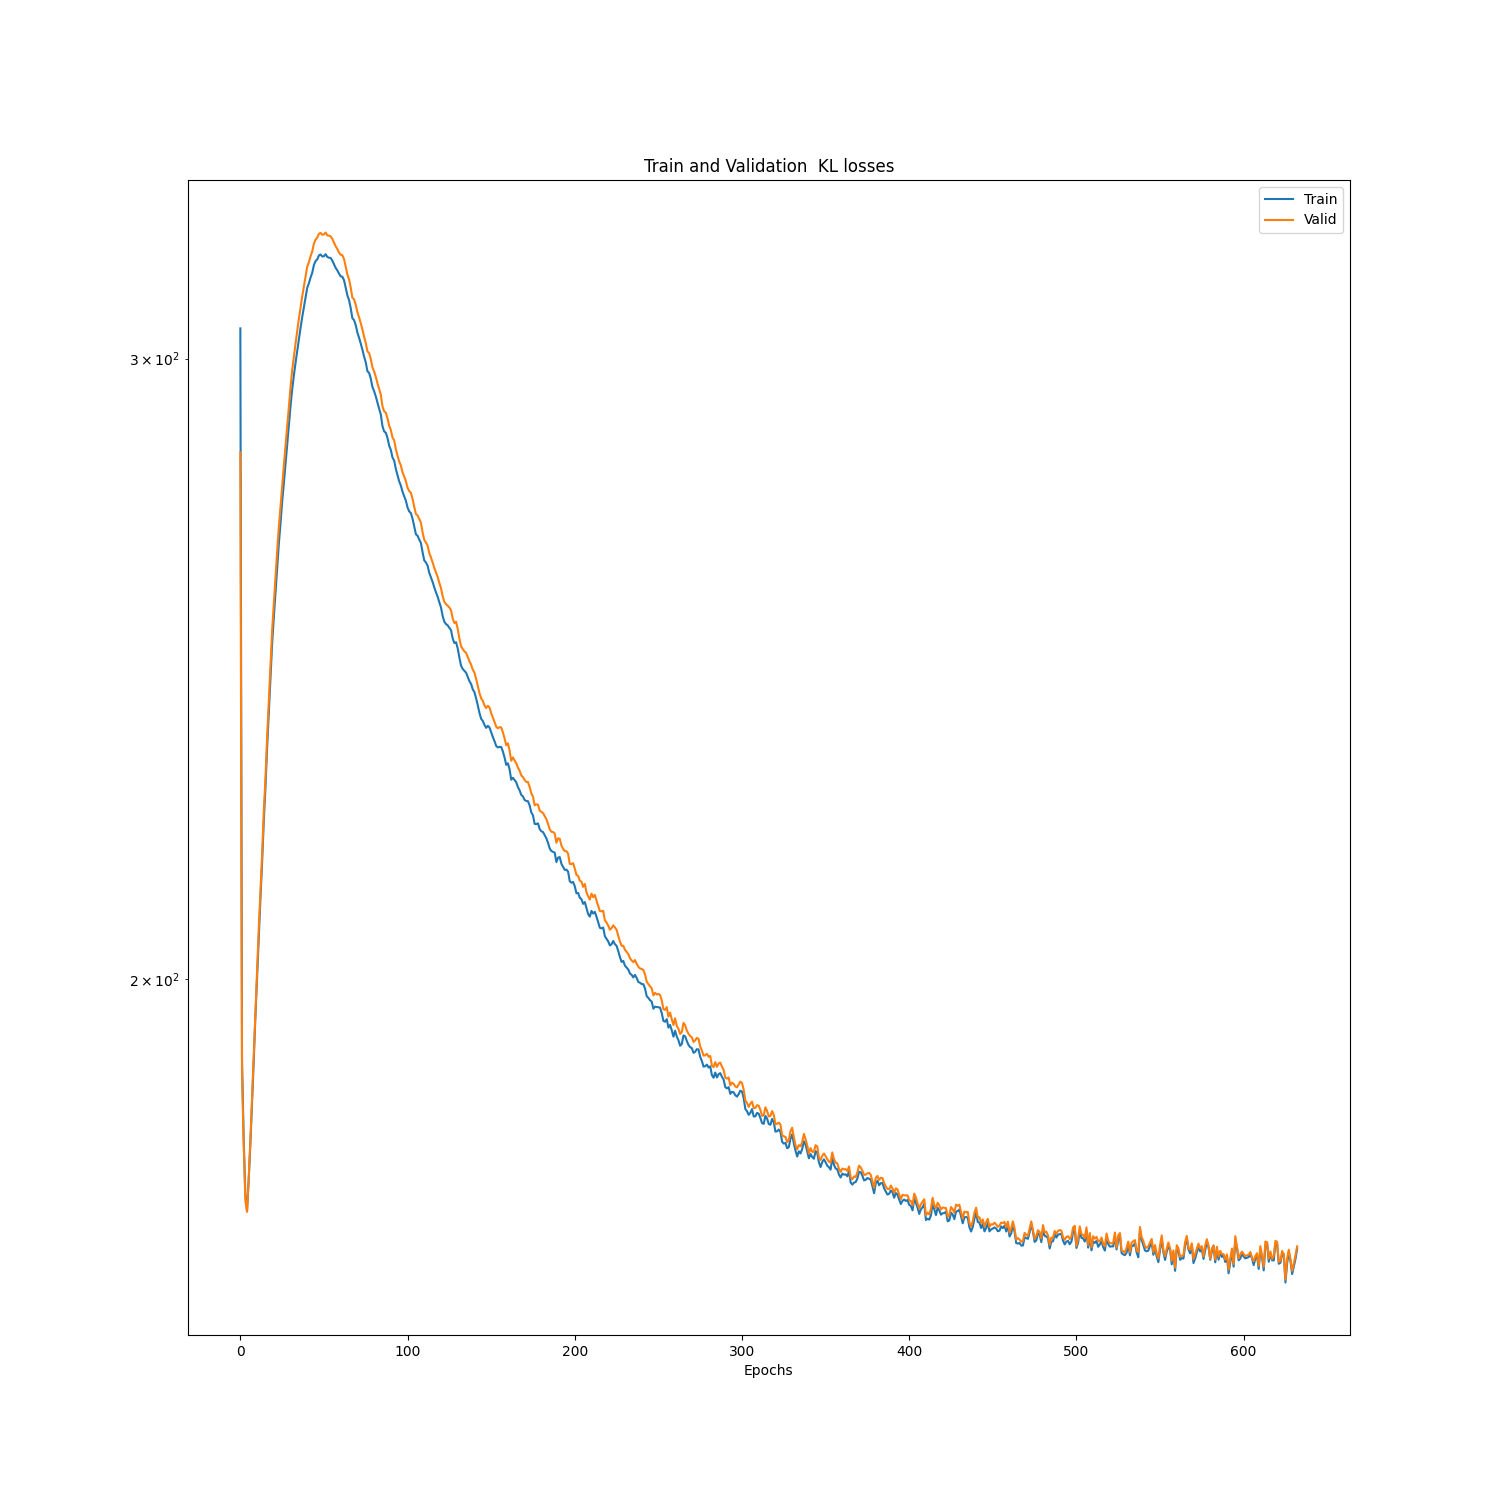 Train and Validation  KL losses
Train
Valid
3 × 10²
2 × 10²
0 100 200 300 400 500 600
Epochs